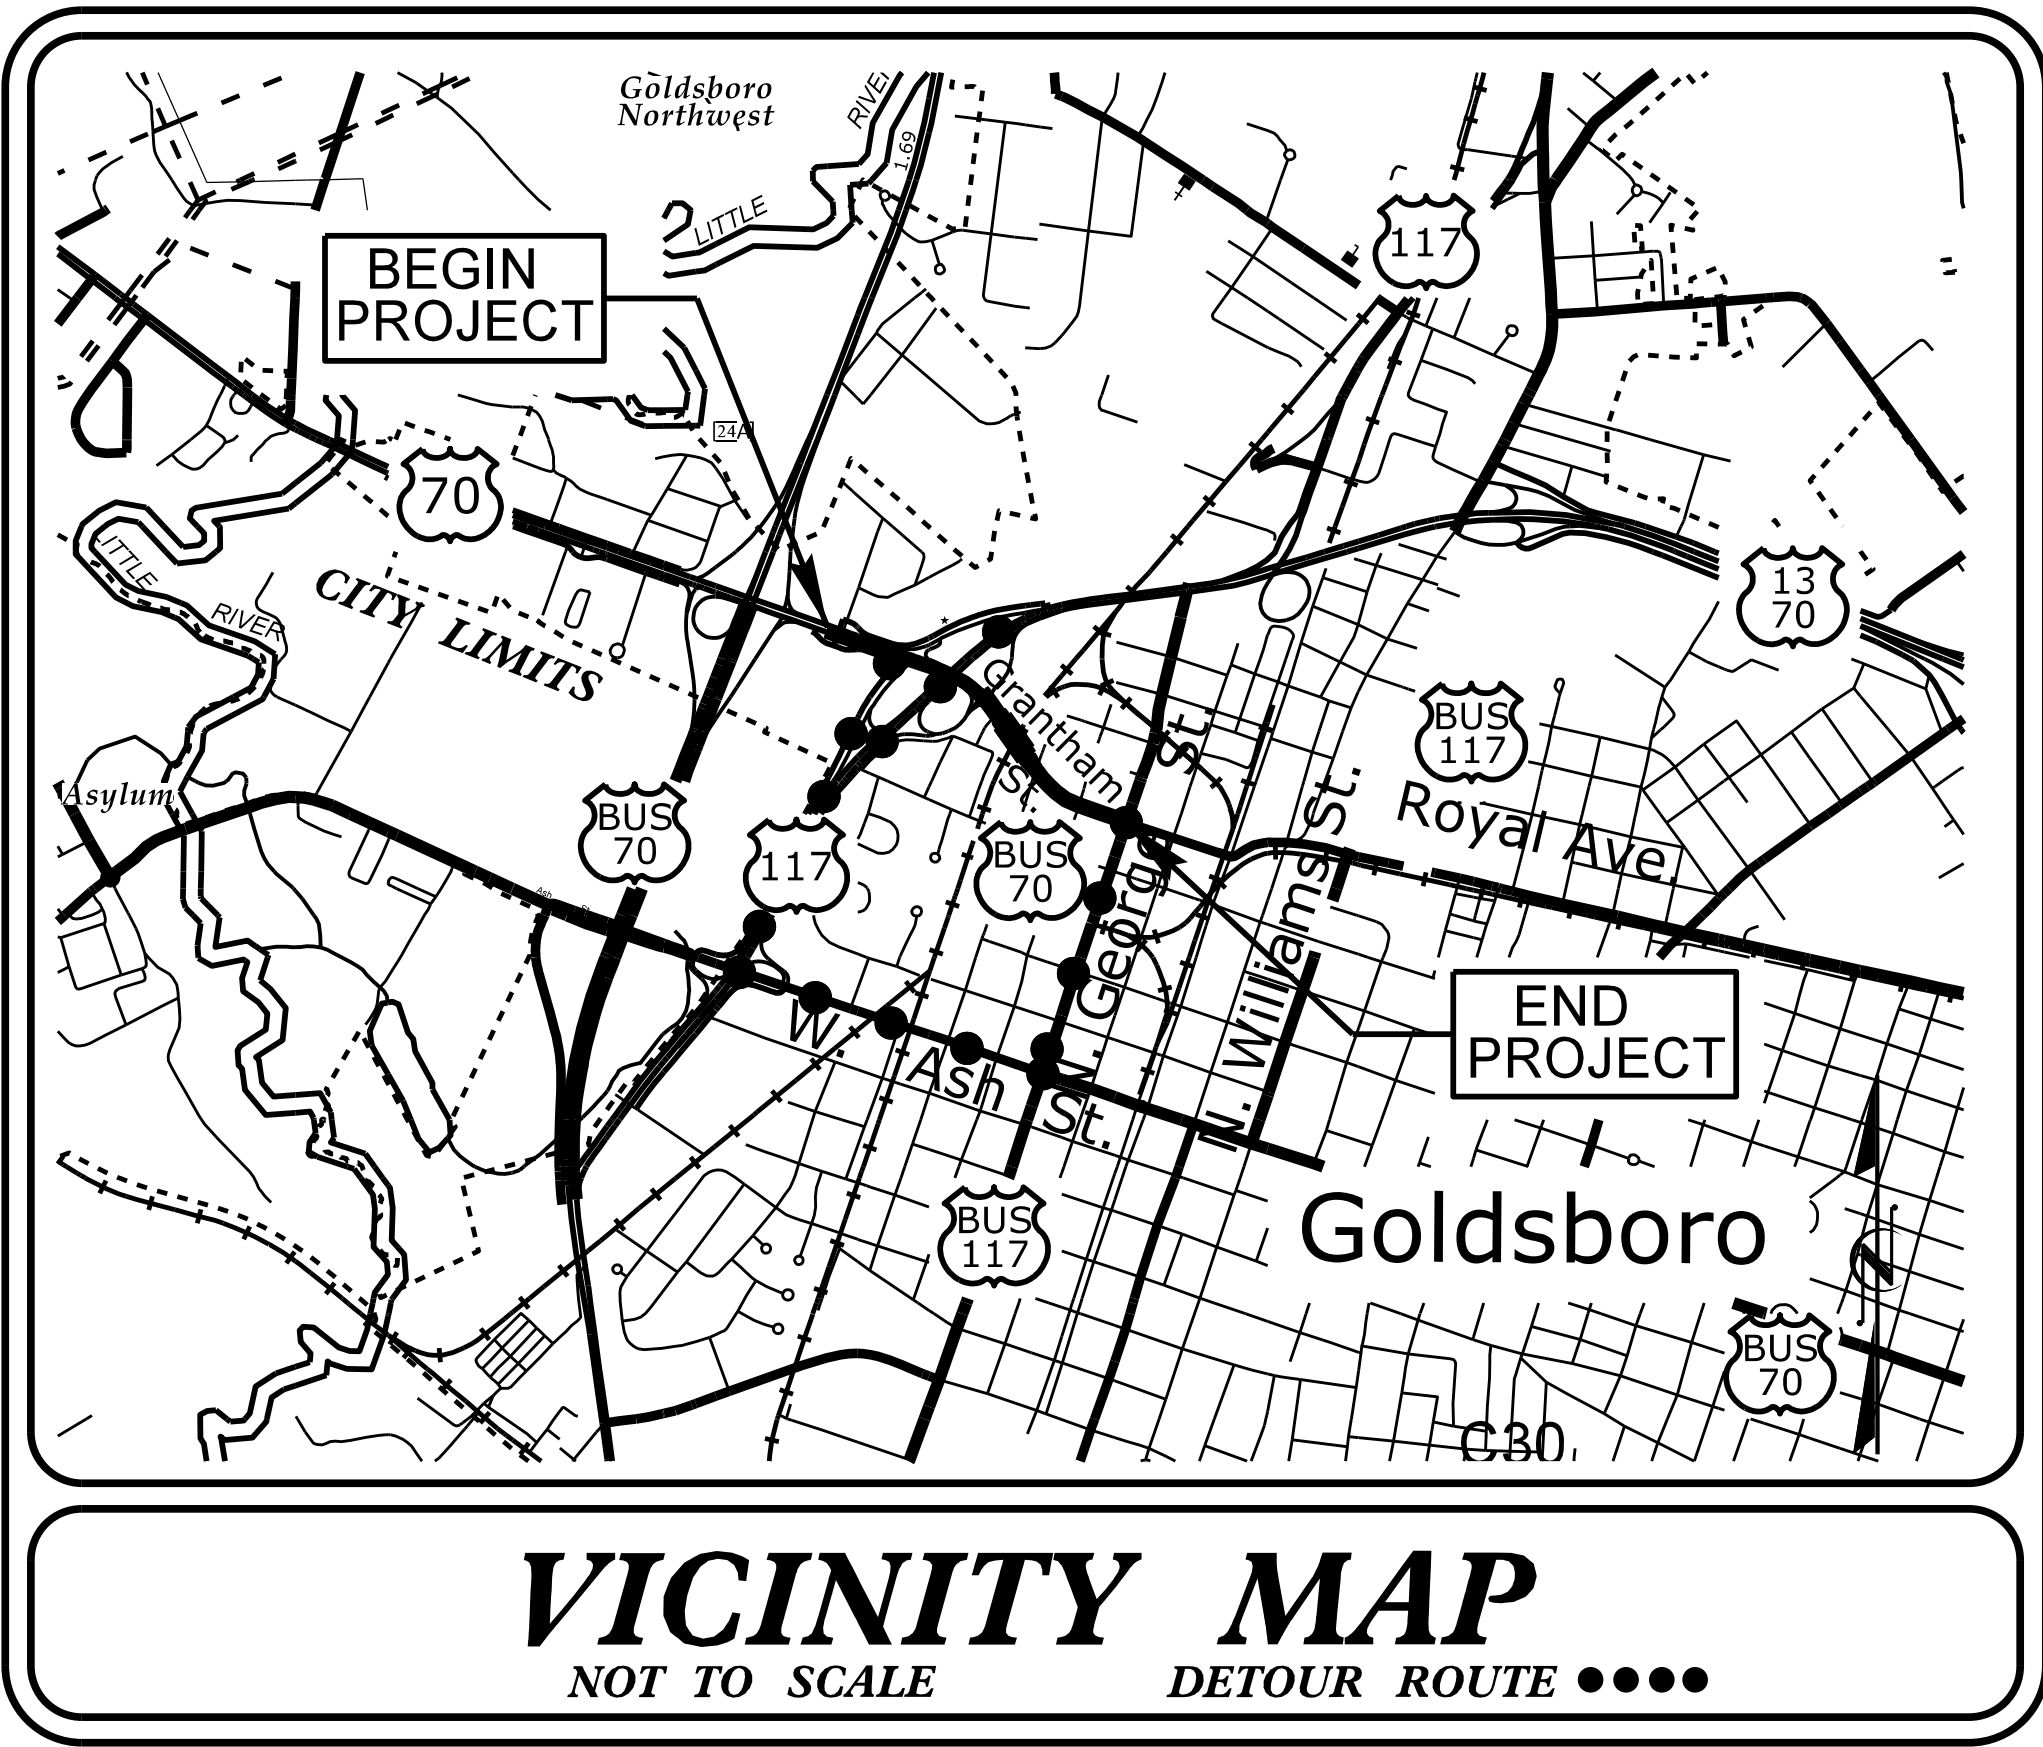 Goldsboro
Northwest
RIVER
1.69
LITTLE
117
BEGIN
PROJECT
24A
70
LITTLE
RIVER
CITY LIMITS
13
70
Grantham
St.
BUS
117
Royal Ave.
Asylum
BUS
70
117
BUS
70
N. George St.
N. Williams St.
Ash
St.
W. Ash St.
END
PROJECT
BUS
117
Goldsboro
N
BUS
70
C30
VICINITY MAP
NOT TO SCALE
DETOUR ROUTE